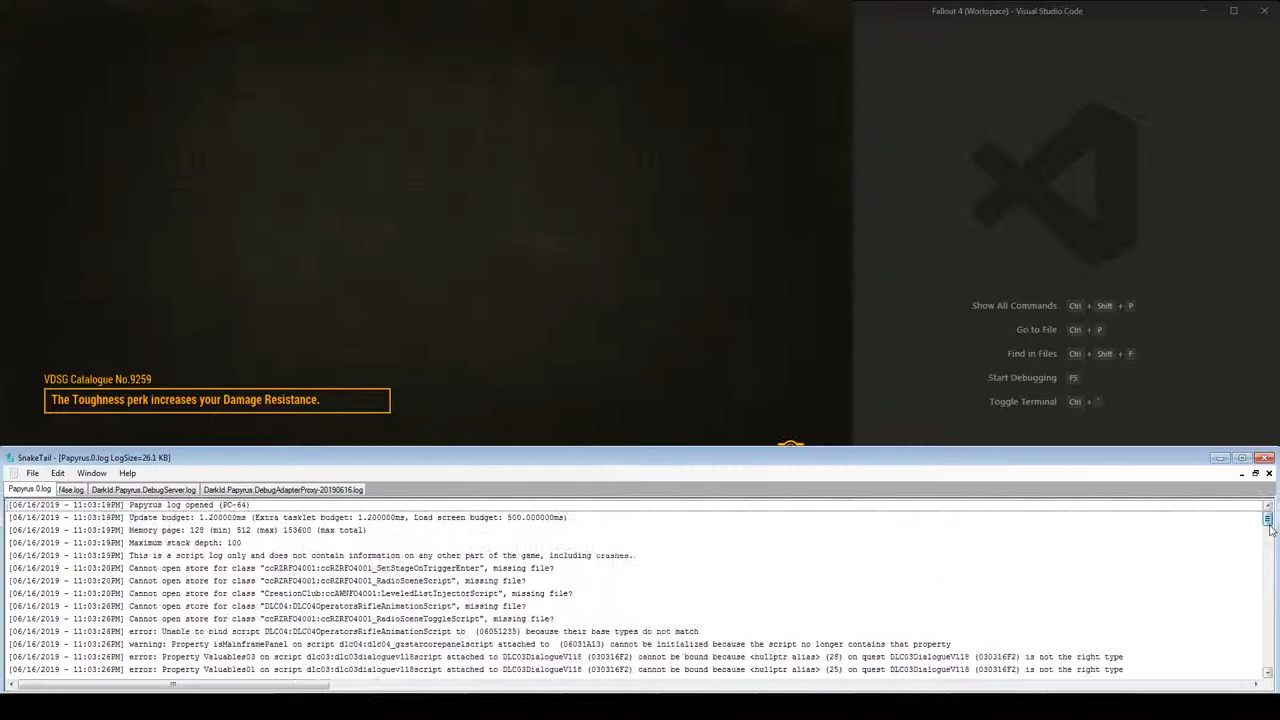 Fallout 4 (Workspace) - Visual Studio Code
Show All Commands Ctrl + Shift + P
Go to File Ctrl + P
Find in Files Ctrl + Shift + F
Start Debugging F5
Toggle Terminal Ctrl + `
VDSG Catalogue No.9259
The Toughness perk increases your Damage Resistance.
SnakeTail - [Papyrus.0.log LogSize=26.1 KB]
File Edit Window Help
Papyrus.0.log f4se.log DarkId.Papyrus.DebugServer.log DarkId.Papyrus.DebugAdapterProxy-20190616.log
[06/16/2019 - 11:03:19PM] Papyrus log opened (PC-64)
[06/16/2019 - 11:03:19PM] Update budget: 1.200000ms (Extra tasklet budget: 1.200000ms, Load screen budget: 500.000000ms)
[06/16/2019 - 11:03:19PM] Memory page: 128 (min) 512 (max) 153600 (max total)
[06/16/2019 - 11:03:19PM] Maximum stack depth: 100
[06/16/2019 - 11:03:19PM] This is a script log only and does not contain information on any other part of the game, including crashes.
[06/16/2019 - 11:03:20PM] Cannot open store for class "ccRZRFO4001:ccRZRFO4001_SetStageOnTriggerEnter", missing file?
[06/16/2019 - 11:03:20PM] Cannot open store for class "ccRZRFO4001:ccRZRFO4001_RadioSceneScript", missing file?
[06/16/2019 - 11:03:20PM] Cannot open store for class "CreationClub:ccAWNFO4001:LeveledListInjectorScript", missing file?
[06/16/2019 - 11:03:20PM] Cannot open store for class "DLC04:DLC04OperatorsRifleAnimationScript", missing file?
[06/16/2019 - 11:03:20PM] Cannot open store for class "ccRZRFO4001:ccRZRFO4001_RadioSceneToggleScript", missing file?
[06/16/2019 - 11:03:26PM] error: Unable to bind script DLC04:DLC04OperatorsRifleAnimationScript to  (06051235) because their base types do not match
[06/16/2019 - 11:03:26PM] warning: Property isMainframePanel on script dlc04:dlc04_gzstarcorepanelscript attached to  (06031A13) cannot be initialized because the script no longer contains that property
[06/16/2019 - 11:03:26PM] error: Property Valuables03 on script dlc03:dlc03dialoguev118script attached to DLC03DialogueV118 (030316F2) cannot be bound because <nullptr alias> (28) on quest DLC03DialogueV118 (030316F2) is not the right type
[06/16/2019 - 11:03:26PM] error: Property Valuables01 on script dlc03:dlc03dialoguev118script attached to DLC03DialogueV118 (030316F2) cannot be bound because <nullptr alias> (25) on quest DLC03DialogueV118 (030316F2) is not the right type